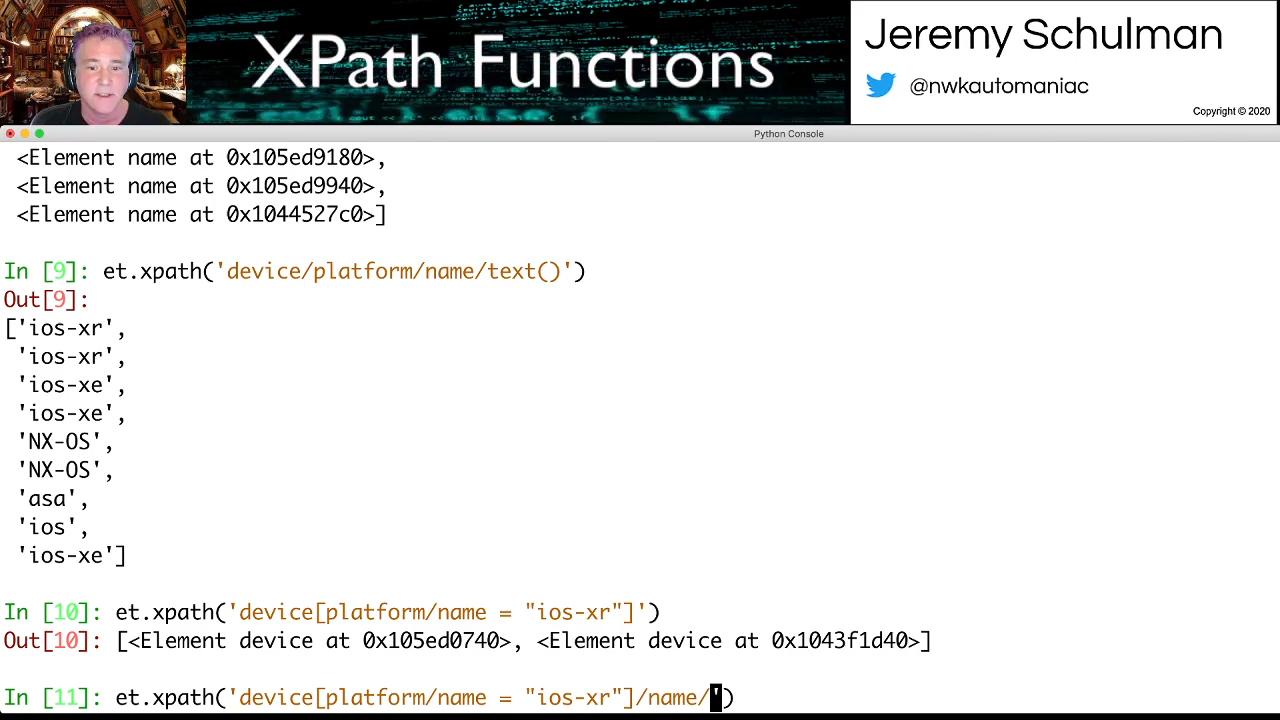 XPath Functions
Jeremy Schulman
@nwkautomaniac
Copyright © 2020
Python Console
<Element name at 0x105ed9180>,
<Element name at 0x105ed9940>,
<Element name at 0x1044527c0>]
In [9]: et.xpath('device/platform/name/text()')
Out[9]:
['ios-xr',
'ios-xr',
'ios-xe',
'ios-xe',
'NX-OS',
'NX-OS',
'asa',
'ios',
'ios-xe']
In [10]: et.xpath('device[platform/name = "ios-xr"]')
Out[10]: [<Element device at 0x105ed0740>, <Element device at 0x1043f1d40>]
In [11]: et.xpath('device[platform/name = "ios-xr"]/name/')